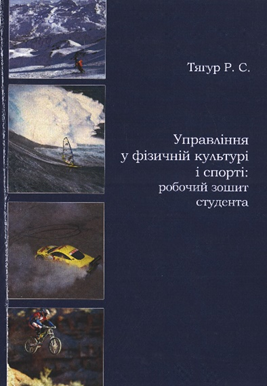 Тягур Р. С.
Управління
у фізичній культурі
і спорті:
робочий зошит
студента